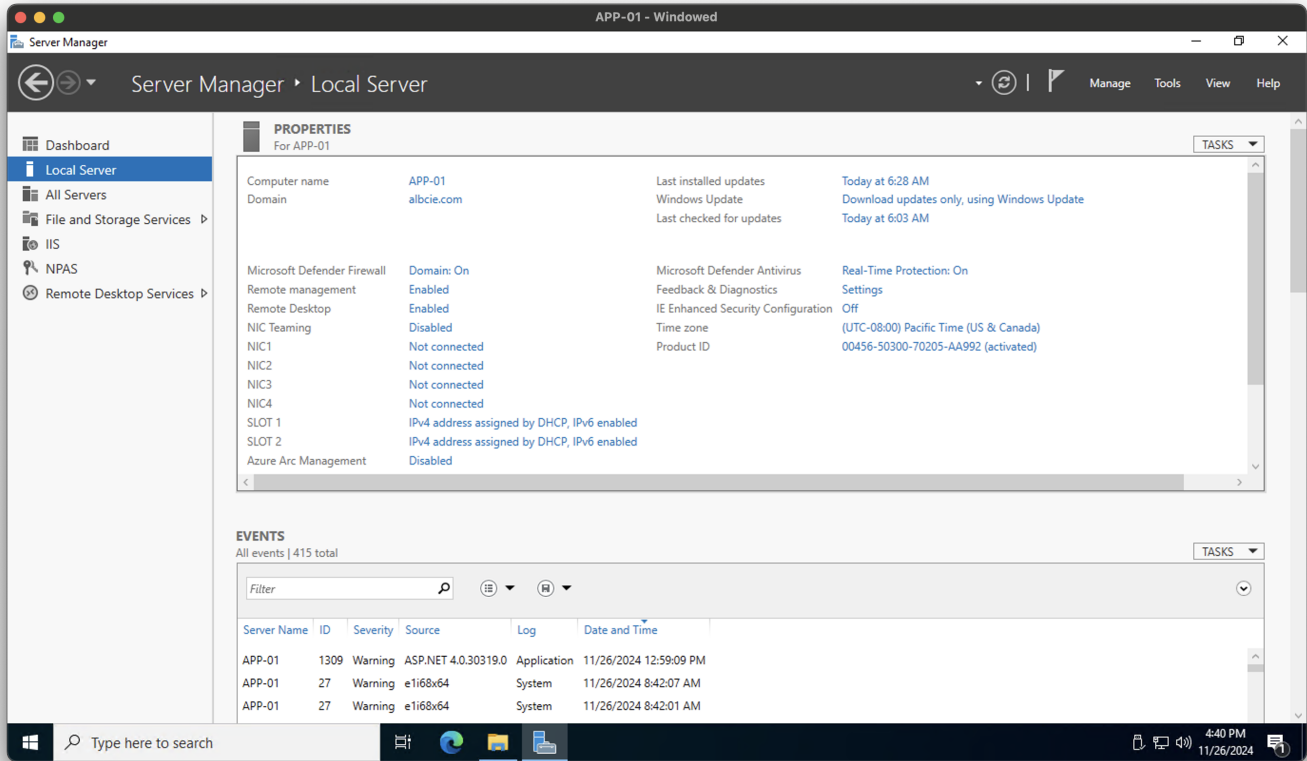 APP-01 - Windowed
Server Manager
Server Manager ‣ Local Server
Manage
Tools
View
Help
Dashboard
Local Server
All Servers
File and Storage Services
IIS
NPAS
Remote Desktop Services
PROPERTIES
For APP-01
TASKS
Computer name APP-01
Domain albcie.com
Last installed updates Today at 6:28 AM
Windows Update Download updates only, using Windows Update
Last checked for updates Today at 6:03 AM
Microsoft Defender Firewall Domain: On
Remote management Enabled
Remote Desktop Enabled
NIC Teaming Disabled
NIC1 Not connected
NIC2 Not connected
NIC3 Not connected
NIC4 Not connected
SLOT 1 IPv4 address assigned by DHCP, IPv6 enabled
SLOT 2 IPv4 address assigned by DHCP, IPv6 enabled
Azure Arc Management Disabled
Microsoft Defender Antivirus Real-Time Protection: On
Feedback & Diagnostics Settings
IE Enhanced Security Configuration Off
Time zone (UTC-08:00) Pacific Time (US & Canada)
Product ID 00456-50300-70205-AA992 (activated)
EVENTS
All events | 415 total
TASKS
Filter
Server Name ID Severity Source Log Date and Time
APP-01 1309 Warning ASP.NET 4.0.30319.0 Application 11/26/2024 12:59:09 PM
APP-01 27 Warning e1i68x64 System 11/26/2024 8:42:07 AM
APP-01 27 Warning e1i68x64 System 11/26/2024 8:42:01 AM
Type here to search
4:40 PM
11/26/2024
1